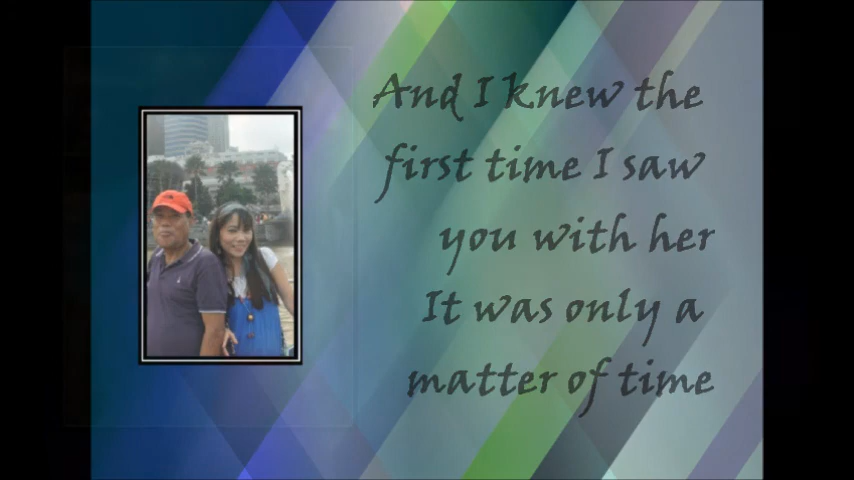 And I knew the
first time I saw
you with her
It was only a
matter of time